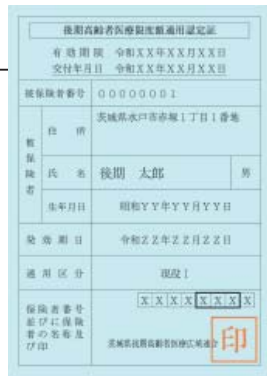 後期高齢者医療限度額適用認定証
有効期限 令和XX年XX月XX日
交付年月日 令和XX年XX月XX日
被保険者番号 00000001
被保険者
住所 茨城県水戸市赤塚1丁目1番地
氏名 後期 太郎 男
生年月日 昭和YY年YY月YY日
発効期日 令和ZZ年ZZ月ZZ日
適用区分 現役Ⅰ
保険者番号並びに保険者の名称及び印
XXXXXXXX
茨城県後期高齢者医療広域連合
印